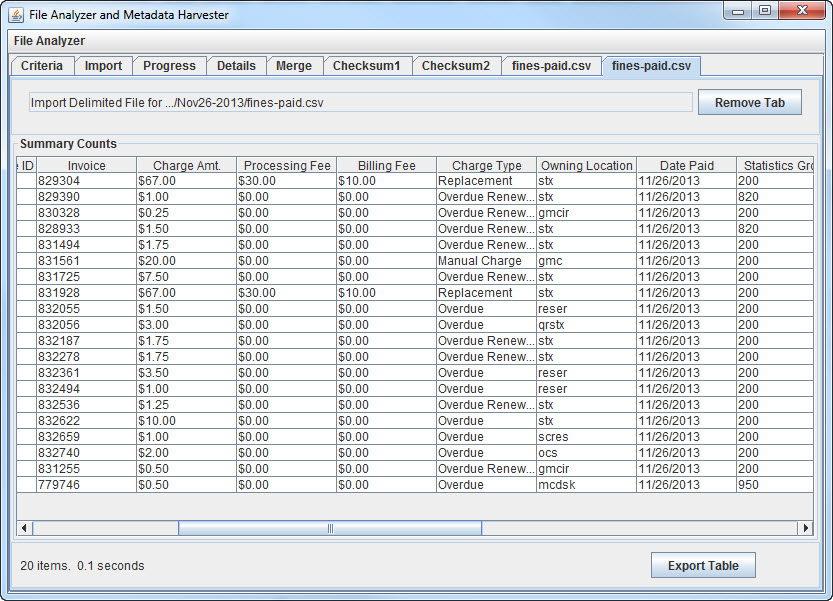 File Analyzer and Metadata Harvester
File Analyzer
Criteria Import Progress Details Merge Checksum1 Checksum2 fines-paid.csv fines-paid.csv
Import Delimited File for .../Nov26-2013/fines-paid.csv Remove Tab
Summary Counts
ID Invoice Charge Amt. Processing Fee Billing Fee Charge Type Owning Location Date Paid Statistics Gro
829304 $67.00 $30.00 $10.00 Replacement stx 11/26/2013 200
829390 $1.00 $0.00 $0.00 Overdue Renew... stx 11/26/2013 820
830328 $0.25 $0.00 $0.00 Overdue Renew... gmcir 11/26/2013 200
828933 $1.50 $0.00 $0.00 Overdue Renew... stx 11/26/2013 820
831494 $1.75 $0.00 $0.00 Overdue Renew... stx 11/26/2013 200
831561 $20.00 $0.00 $0.00 Manual Charge gmc 11/26/2013 200
831725 $7.50 $0.00 $0.00 Overdue Renew... stx 11/26/2013 200
831928 $67.00 $30.00 $10.00 Replacement stx 11/26/2013 200
832055 $1.50 $0.00 $0.00 Overdue reser 11/26/2013 200
832056 $3.00 $0.00 $0.00 Overdue qrstx 11/26/2013 200
832187 $1.75 $0.00 $0.00 Overdue Renew... stx 11/26/2013 200
832278 $1.75 $0.00 $0.00 Overdue Renew... stx 11/26/2013 200
832361 $3.50 $0.00 $0.00 Overdue reser 11/26/2013 200
832494 $1.00 $0.00 $0.00 Overdue reser 11/26/2013 200
832536 $1.25 $0.00 $0.00 Overdue Renew... stx 11/26/2013 200
832622 $10.00 $0.00 $0.00 Overdue stx 11/26/2013 200
832659 $1.00 $0.00 $0.00 Overdue scres 11/26/2013 200
832740 $2.00 $0.00 $0.00 Overdue ocs 11/26/2013 200
831255 $0.50 $0.00 $0.00 Overdue Renew... gmcir 11/26/2013 200
779746 $0.50 $0.00 $0.00 Overdue mcdsk 11/26/2013 950
20 items. 0.1 seconds Export Table